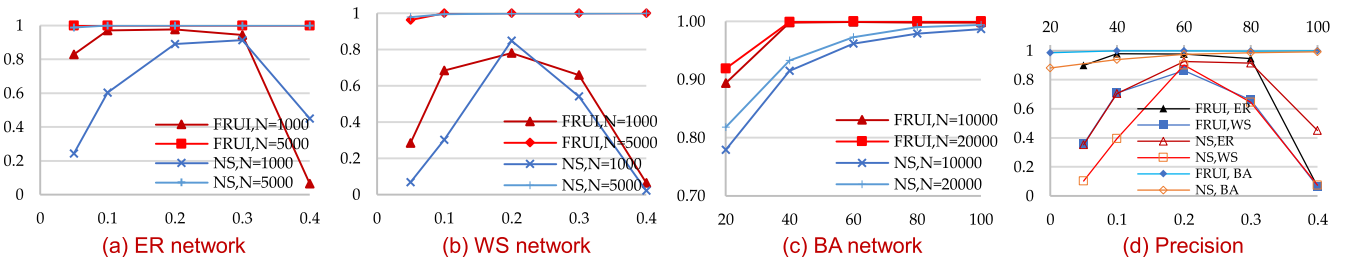 1
0.8
0.6
0.4
0.2
0
0 0.1 0.2 0.3 0.4
FRUI,N=1000
FRUI,N=5000
NS,N=1000
NS,N=5000
(a) ER network
1
0.8
0.6
0.4
0.2
0
0 0.1 0.2 0.3 0.4
FRUI,N=1000
FRUI,N=5000
NS,N=1000
NS,N=5000
(b) WS network
1.00
0.90
0.80
0.70
20 40 60 80 100
FRUI,N=10000
FRUI,N=20000
NS,N=10000
NS,N=20000
(c) BA network
20 40 60 80 100
1
0.8
0.6
0.4
0.2
0
0 0.1 0.2 0.3 0.4
FRUI, ER
FRUI,WS
NS,ER
NS,WS
FRUI, BA
NS, BA
(d) Precision